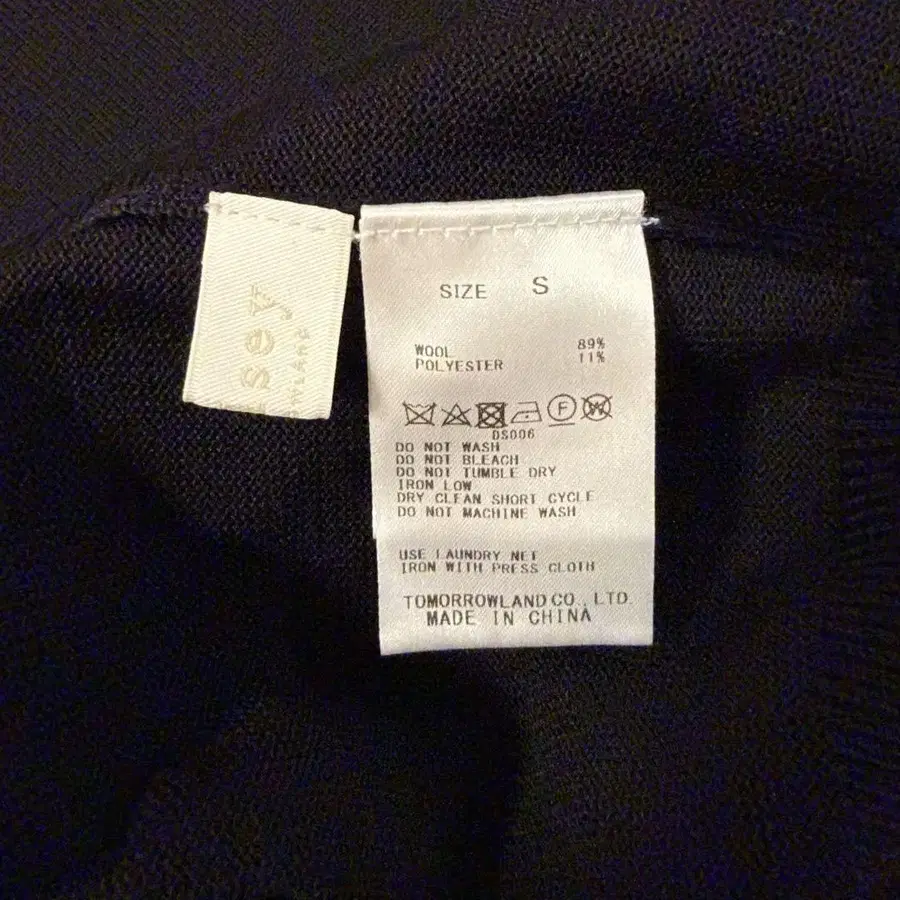 sey
SIZE S
WOOL 89%
POLYESTER 11%
F W
DS006
DO NOT WASH
DO NOT BLEACH
DO NOT TUMBLE DRY
IRON LOW
DRY CLEAN SHORT CYCLE
DO NOT MACHINE WASH
USE LAUNDRY NET
IRON WITH PRESS CLOTH
TOMORROWLAND CO., LTD.
MADE IN CHINA